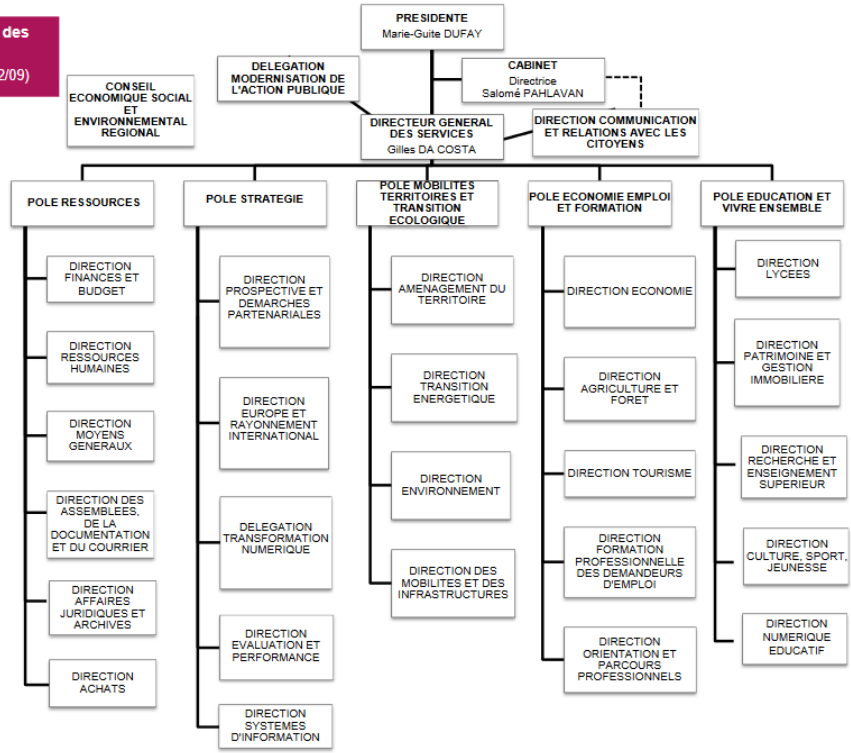 des
2/09)
PRESIDENTE
Marie-Guite DUFAY
DELEGATION
MODERNISATION DE
L'ACTION PUBLIQUE
CABINET
Directrice
Salomé PAHLAVAN
CONSEIL
ECONOMIQUE SOCIAL
ET
ENVIRONNEMENTAL
REGIONAL
DIRECTEUR GENERAL
DES SERVICES
Gilles DA COSTA
DIRECTION COMMUNICATION
ET RELATIONS AVEC LES
CITOYENS
POLE RESSOURCES
POLE STRATEGIE
POLE MOBILITES
TERRITOIRES ET
TRANSITION
ECOLOGIQUE
POLE ECONOMIE EMPLOI
ET FORMATION
POLE EDUCATION ET
VIVRE ENSEMBLE
DIRECTION
FINANCES ET
BUDGET
DIRECTION
RESSOURCES
HUMAINES
DIRECTION
MOYENS
GENERAUX
DIRECTION DES
ASSEMBLEES,
DE LA
DOCUMENTATION
ET DU COURRIER
DIRECTION
AFFAIRES
JURIDIQUES ET
ARCHIVES
DIRECTION
ACHATS
DIRECTION
PROSPECTIVE ET
DEMARCHES
PARTENARIALES
DIRECTION
EUROPE ET
RAYONNEMENT
INTERNATIONAL
DELEGATION
TRANSFORMATION
NUMERIQUE
DIRECTION
EVALUATION ET
PERFORMANCE
DIRECTION
SYSTEMES
D'INFORMATION
DIRECTION
AMENAGEMENT DU
TERRITOIRE
DIRECTION
TRANSITION
ENERGETIQUE
DIRECTION
ENVIRONNEMENT
DIRECTION DES
MOBILITES ET DES
INFRASTRUCTURES
DIRECTION ECONOMIE
DIRECTION
AGRICULTURE ET
FORET
DIRECTION TOURISME
DIRECTION
FORMATION
PROFESSIONNELLE
DES DEMANDEURS
D'EMPLOI
DIRECTION
ORIENTATION ET
PARCOURS
PROFESSIONNELS
DIRECTION
LYCEES
DIRECTION
PATRIMOINE ET
GESTION
IMMOBILIERE
DIRECTION
RECHERCHE ET
ENSEIGNEMENT
SUPERIEUR
DIRECTION
CULTURE, SPORT,
JEUNESSE
DIRECTION
NUMERIQUE
EDUCATIF